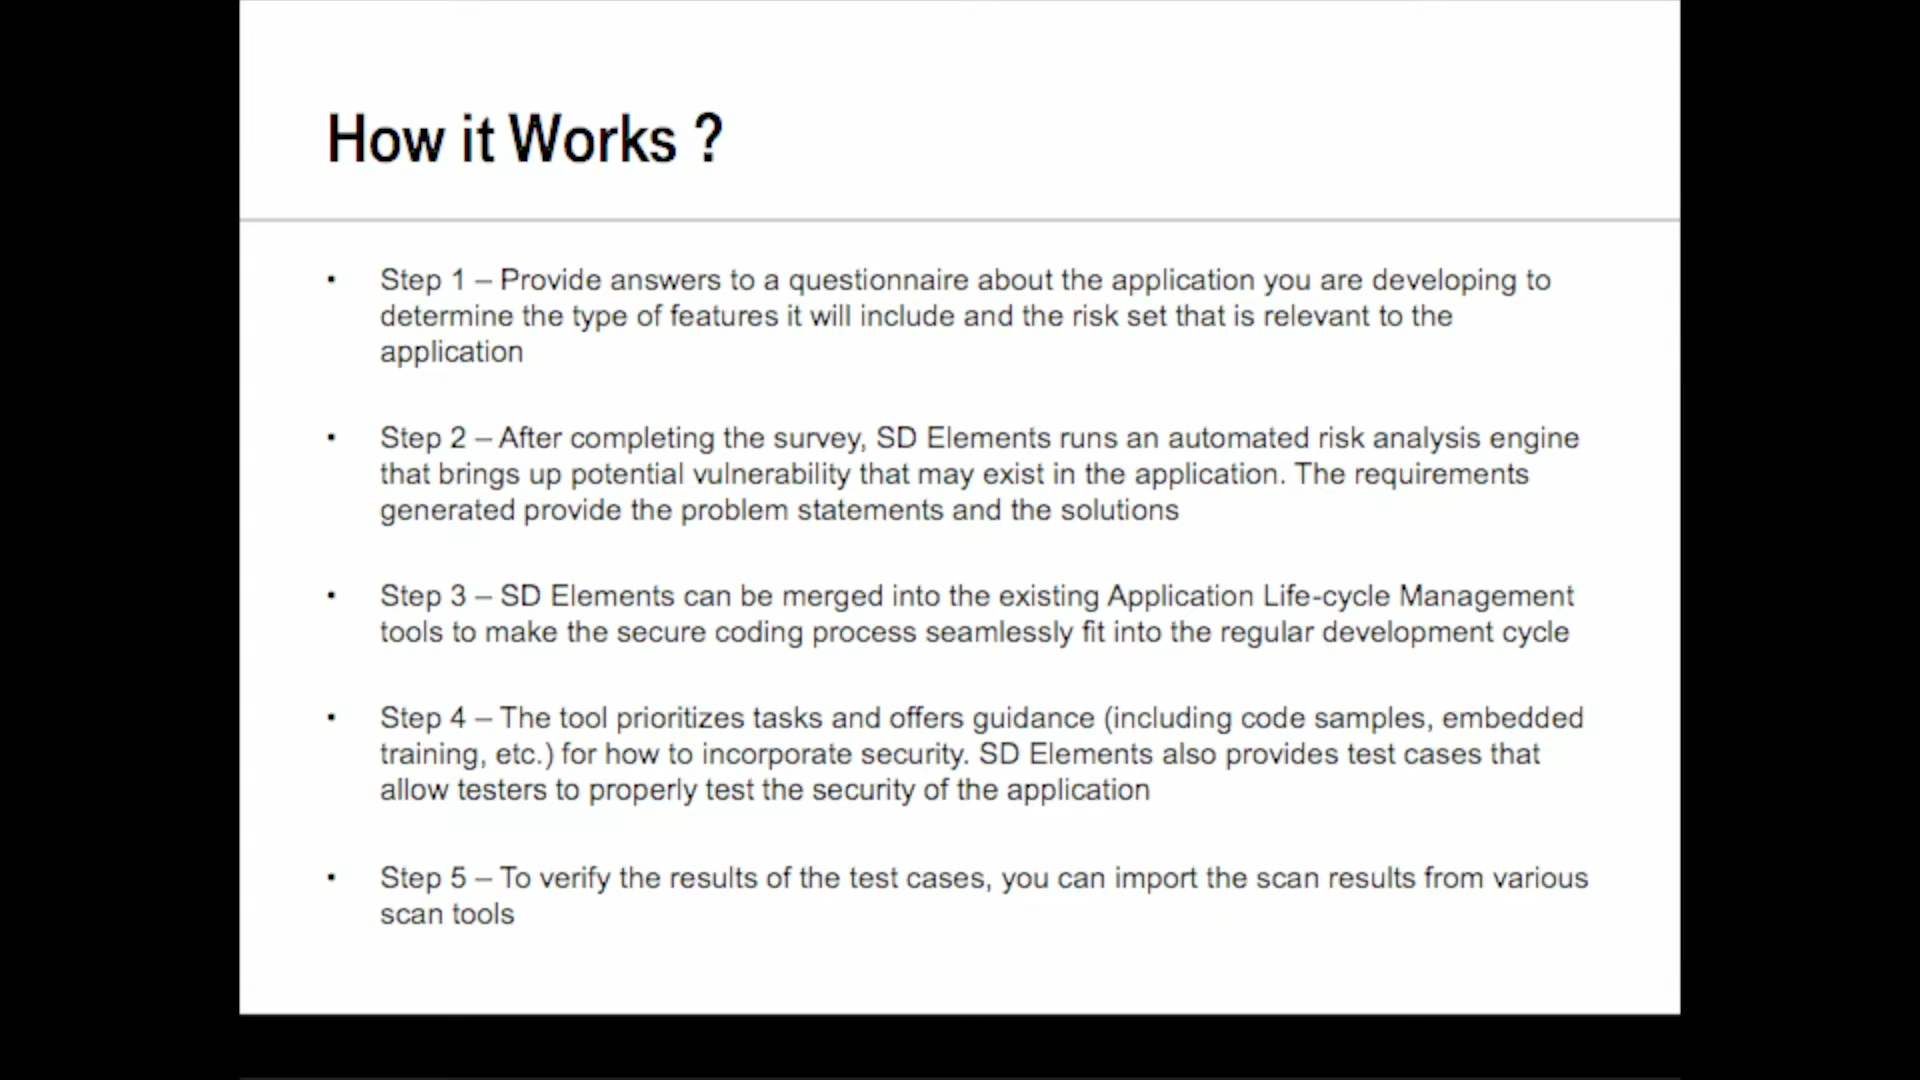 How it Works ?
• Step 1 – Provide answers to a questionnaire about the application you are developing to
determine the type of features it will include and the risk set that is relevant to the
application
• Step 2 – After completing the survey, SD Elements runs an automated risk analysis engine
that brings up potential vulnerability that may exist in the application. The requirements
generated provide the problem statements and the solutions
• Step 3 – SD Elements can be merged into the existing Application Life-cycle Management
tools to make the secure coding process seamlessly fit into the regular development cycle
• Step 4 – The tool prioritizes tasks and offers guidance (including code samples, embedded
training, etc.) for how to incorporate security. SD Elements also provides test cases that
allow testers to properly test the security of the application
• Step 5 – To verify the results of the test cases, you can import the scan results from various
scan tools